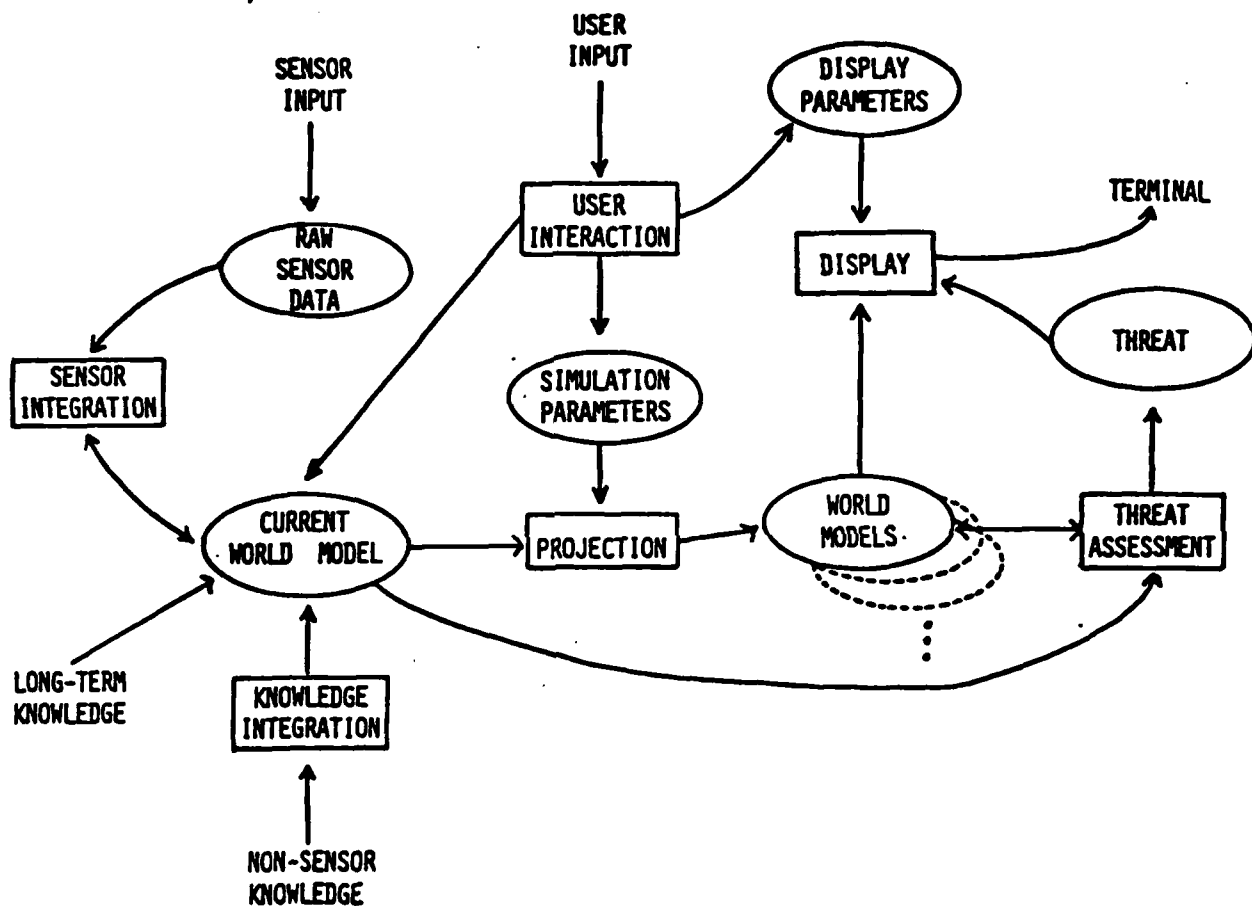 USER
INPUT
SENSOR
INPUT
DISPLAY
PARAMETERS
TERMINAL
USER
INTERACTION
RAW
SENSOR
DATA
DISPLAY
THREAT
SENSOR
INTEGRATION
SIMULATION
PARAMETERS
CURRENT
WORLD MODEL
PROJECTION
WORLD
MODELS
THREAT
ASSESSMENT
LONG-TERM
KNOWLEDGE
KNOWLEDGE
INTEGRATION
NON-SENSOR
KNOWLEDGE